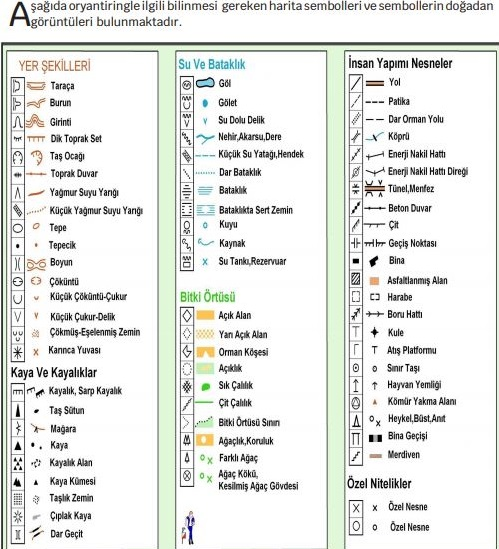 Aşağıda oryantiringle ilgili bilinmesi gereken harita sembolleri ve sembollerin doğadan
görüntüleri bulunmaktadır.
YER ŞEKİLLERİ
Taraça
Burun
Girinti
Dik Toprak Set
Taş Ocağı
Toprak Duvar
Yağmur Suyu Yarığı
Küçük Yağmur Suyu Yarığı
Tepe
Tepecik
Boyun
Çöküntü
Küçük Çöküntü-Çukur
Küçük Çukur-Delik
Çökmüş-Eşelenmiş Zemin
Karınca Yuvası
Kaya Ve Kayalıklar
Kayalık, Sarp Kayalık
Taş Sütun
Mağara
Kaya
Kayalık Alan
Kaya Kümesi
Taşlık Zemin
Çıplak Kaya
Dar Geçit
Su Ve Bataklık
Göl
Gölet
Su Dolu Delik
Nehir,Akarsu,Dere
Küçük Su Yatağı,Hendek
Dar Bataklık
Bataklık
Bataklıkta Sert Zemin
Kuyu
Kaynak
Su Tankı,Rezervuar
Bitki Örtüsü
Açık Alan
Yarı Açık Alan
Orman Köşesi
Açıklık
Sık Çalılık
Çit Çalılık
Bitki Örtüsü Sınırı
Ağaçlık,Koruluk
Farklı Ağaç
Ağaç Kökü,
Kesilmiş Ağaç Gövdesi
İnsan Yapımı Nesneler
Yol
Patika
Dar Orman Yolu
Köprü
Enerji Nakil Hattı
Enerji Nakil Hattı Direği
Tünel,Menfez
Beton Duvar
Çit
Geçiş Noktası
Bina
Asfaltlanmış Alan
Harabe
Boru Hattı
Kule
Atış Platformu
Sınır Taşı
Hayvan Yemliği
Kömür Yakma Alanı
Heykel,Büst,Anıt
Bina Geçişi
Merdiven
Özel Nitelikler
Özel Nesne
Özel Nesne